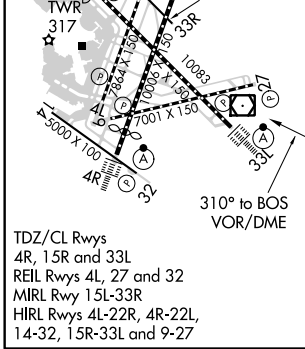 TWR
317
33R
10083
7864 X 150
10006 X 150
27
P
P
P
4L
9
7001 X 150
14
5000 X 100
A
A
33L
4R
P
32
310° to BOS
VOR/DME
TDZ/CL Rwys
4R, 15R and 33L
REIL Rwys 4L, 27 and 32
MIRL Rwy 15L-33R
HIRL Rwys 4L-22R, 4R-22L,
14-32, 15R-33L and 9-27